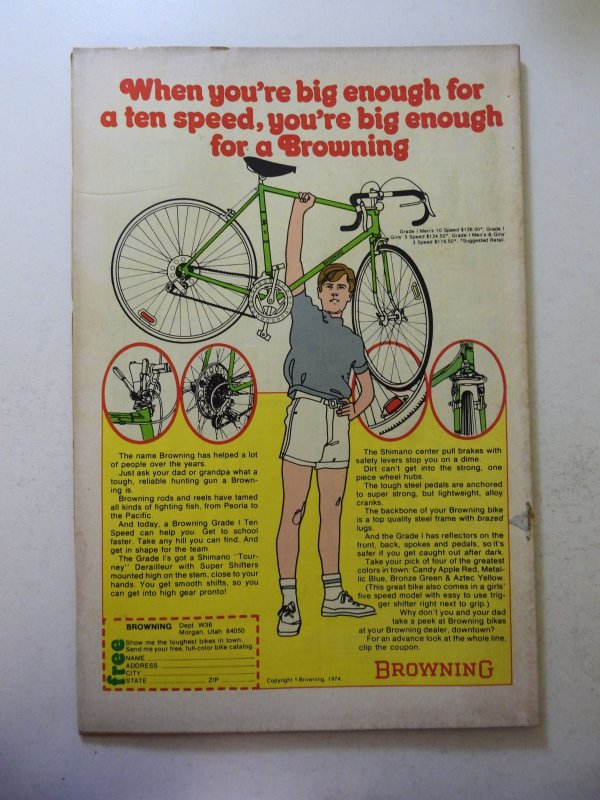 When you're big enough for
a ten speed, you're big enough
for a Browning
Grade I Men's 10 Speed $136.50*, Grade I
Girls' 5 Speed $124.50*, Grade I Men's & Girls'
3 Speed $116.50* *Suggested Retail.
The name Browning has helped a lot
of people over the years.
Just ask your dad or grandpa what a
tough, reliable hunting gun a Brown-
ing is.
Browning rods and reels have tamed
all kinds of fighting fish, from Peoria to
the Pacific.
And today, a Browning Grade I Ten
Speed can help you. Get to school
faster. Take any hill you can find. And
get in shape for the team.
The Grade I's got a Shimano "Tour-
ney" Derailleur with Super Shifters
mounted high on the stem, close to your
hands. You get smooth shifts, so you
can get into high gear pronto!
The Shimano center pull brakes with
safety levers stop you on a dime.
Dirt can't get into the strong, one
piece wheel hubs.
The tough steel pedals are anchored
to super strong, but lightweight, alloy
cranks.
The backbone of your Browning bike
is a top quality steel frame with brazed
lugs.
And the Grade I has reflectors on the
front, back, spokes and pedals, so it's
safer if you get caught out after dark.
Take your pick of four of the greatest
colors in town: Candy Apple Red, Metal-
lic Blue, Bronze Green & Aztec Yellow.
(This great bike also comes in a girls'
five speed model with easy to use trig-
ger shifter right next to grip.)
Why don't you and your dad
take a peek at Browning bikes
at your Browning dealer, downtown?
For an advance look at the whole line,
clip the coupon.
BROWNING Dept. W36
Morgan, Utah 84050
free
Show me the toughest bikes in town.
Send me your free, full-color bike catalog.
NAME
ADDRESS
CITY
STATE ZIP
Copyright © Browning, 1974.
BROWNING